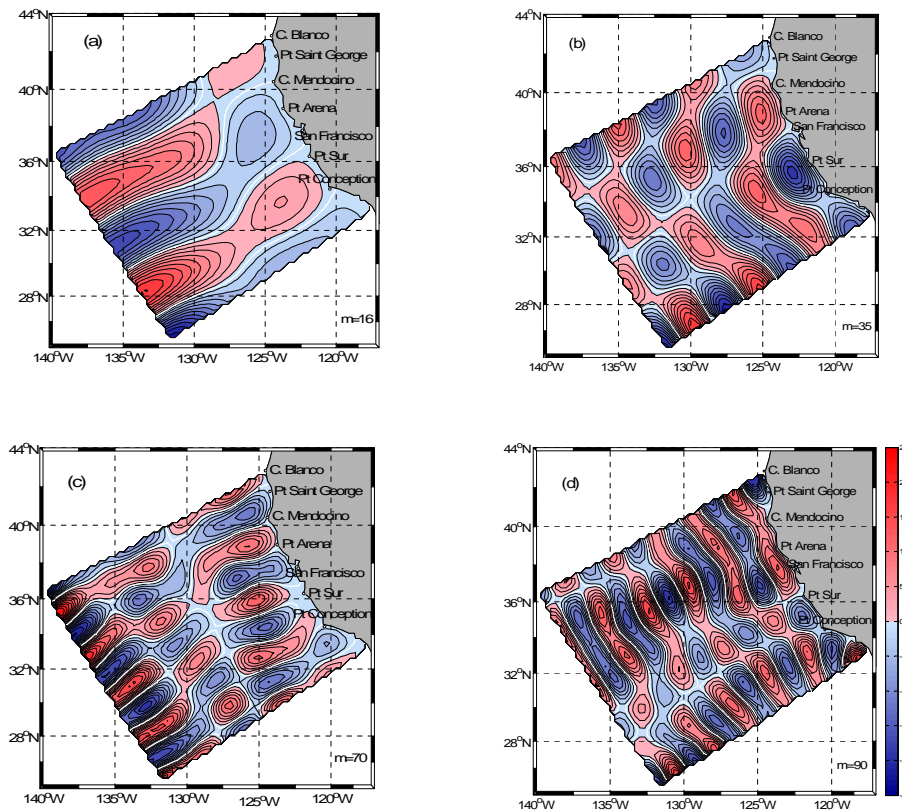 (a)
44°N
40°N
36°N
32°N
28°N
C. Blanco
Pt Saint George
C. Mendocino
Pt Arena
San Francisco
Pt Sur
Pt Conception
m=16
140°W 135°W 130°W 125°W 120°W
(b)
44°N
40°N
36°N
32°N
28°N
C. Blanco
Pt Saint George
C. Mendocino
Pt Arena
San Francisco
Pt Sur
Pt Conception
m=35
140°W 135°W 130°W 125°W 120°W
(c)
44°N
40°N
36°N
32°N
28°N
C. Blanco
Pt Saint George
C. Mendocino
Pt Arena
San Francisco
Pt Sur
Pt Conception
m=70
140°W 135°W 130°W 125°W 120°W
(d)
44°N
40°N
36°N
32°N
28°N
C. Blanco
Pt Saint George
C. Mendocino
Pt Arena
San Francisco
Pt Sur
Pt Conception
m=90
140°W 135°W 130°W 125°W 120°W